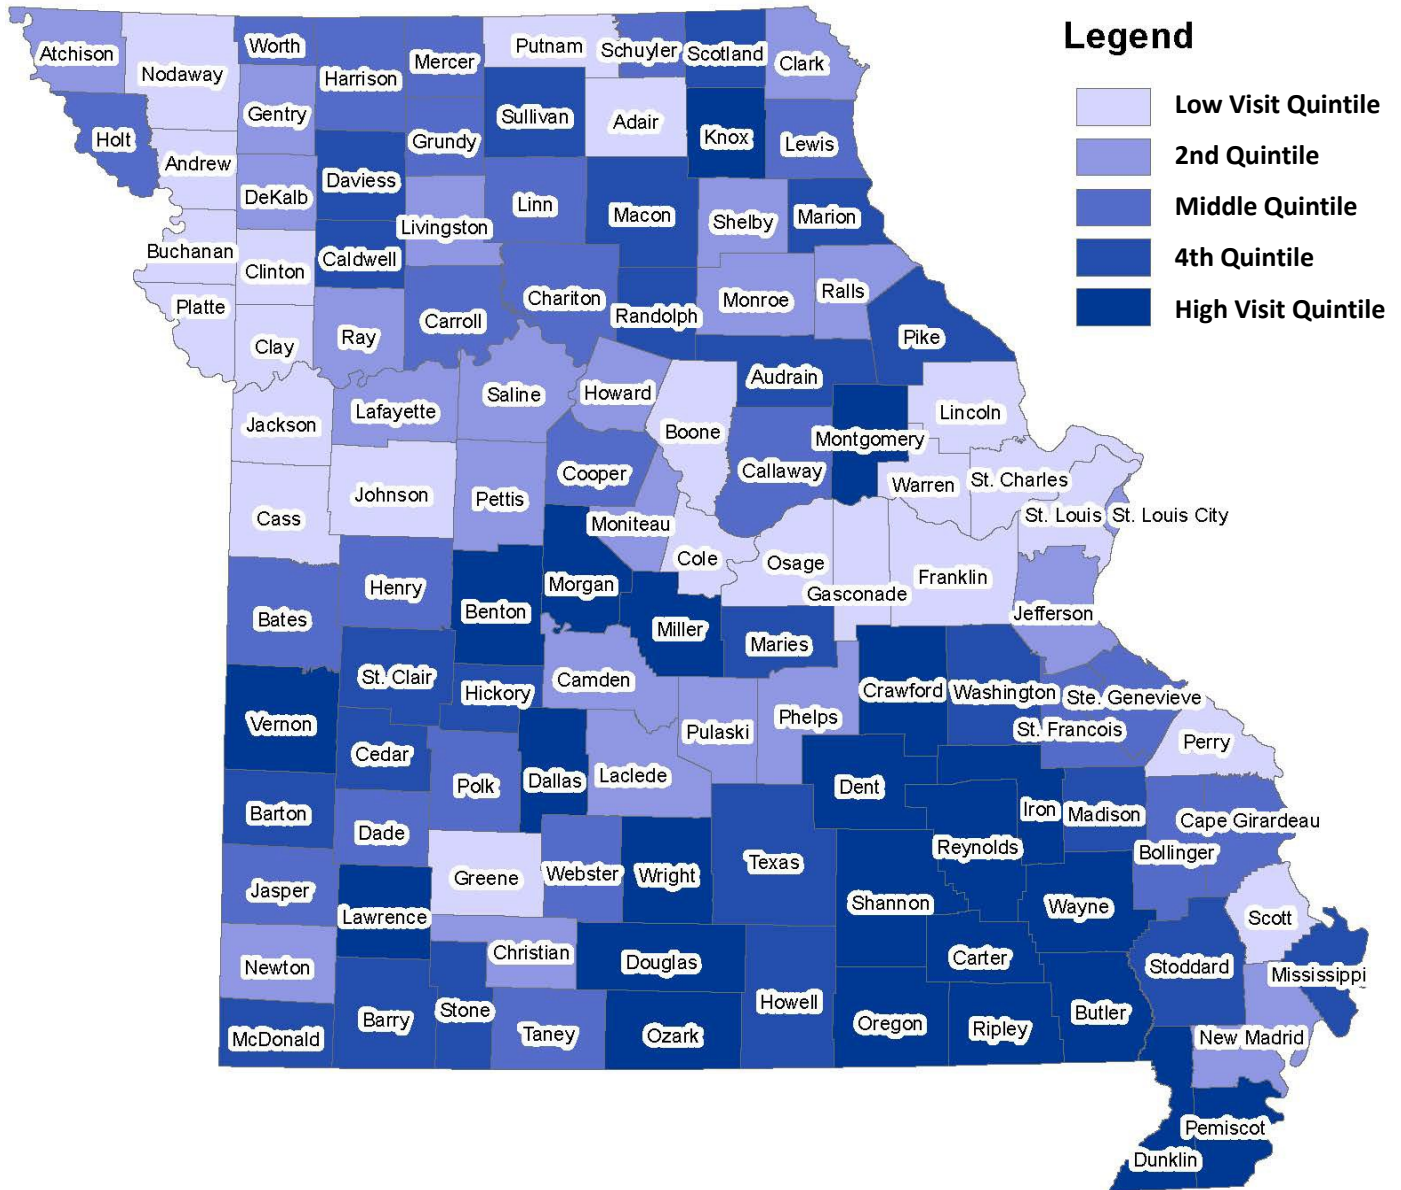 Legend
Low Visit Quintile
2nd Quintile
Middle Quintile
4th Quintile
High Visit Quintile
Atchison
Nodaway
Worth
Harrison
Mercer
Putnam
Schuyler
Scotland
Clark
Holt
Gentry
Sullivan
Adair
Knox
Lewis
Andrew
Grundy
DeKalb
Daviess
Livingston
Linn
Macon
Shelby
Marion
Buchanan
Clinton
Caldwell
Chariton
Randolph
Monroe
Ralls
Platte
Clay
Ray
Carroll
Pike
Audrain
Jackson
Lafayette
Saline
Howard
Boone
Montgomery
Lincoln
Johnson
Pettis
Cooper
Callaway
Warren
St. Charles
Cass
Moniteau
St. Louis
St. Louis City
Cole
Osage
Gasconade
Franklin
Henry
Morgan
Benton
Bates
Miller
Maries
Jefferson
St. Clair
Hickory
Camden
Crawford
Washington
Ste. Genevieve
Vernon
Pulaski
Phelps
St. Francois
Perry
Cedar
Polk
Dallas
Laclede
Dent
Barton
Dade
Iron
Madison
Cape Girardeau
Jasper
Greene
Webster
Wright
Texas
Reynolds
Bollinger
Lawrence
Shannon
Wayne
Scott
Newton
Christian
Douglas
Carter
Stoddard
Mississippi
McDonald
Barry
Stone
Taney
Ozark
Howell
Oregon
Ripley
Butler
New Madrid
Pemiscot
Dunklin